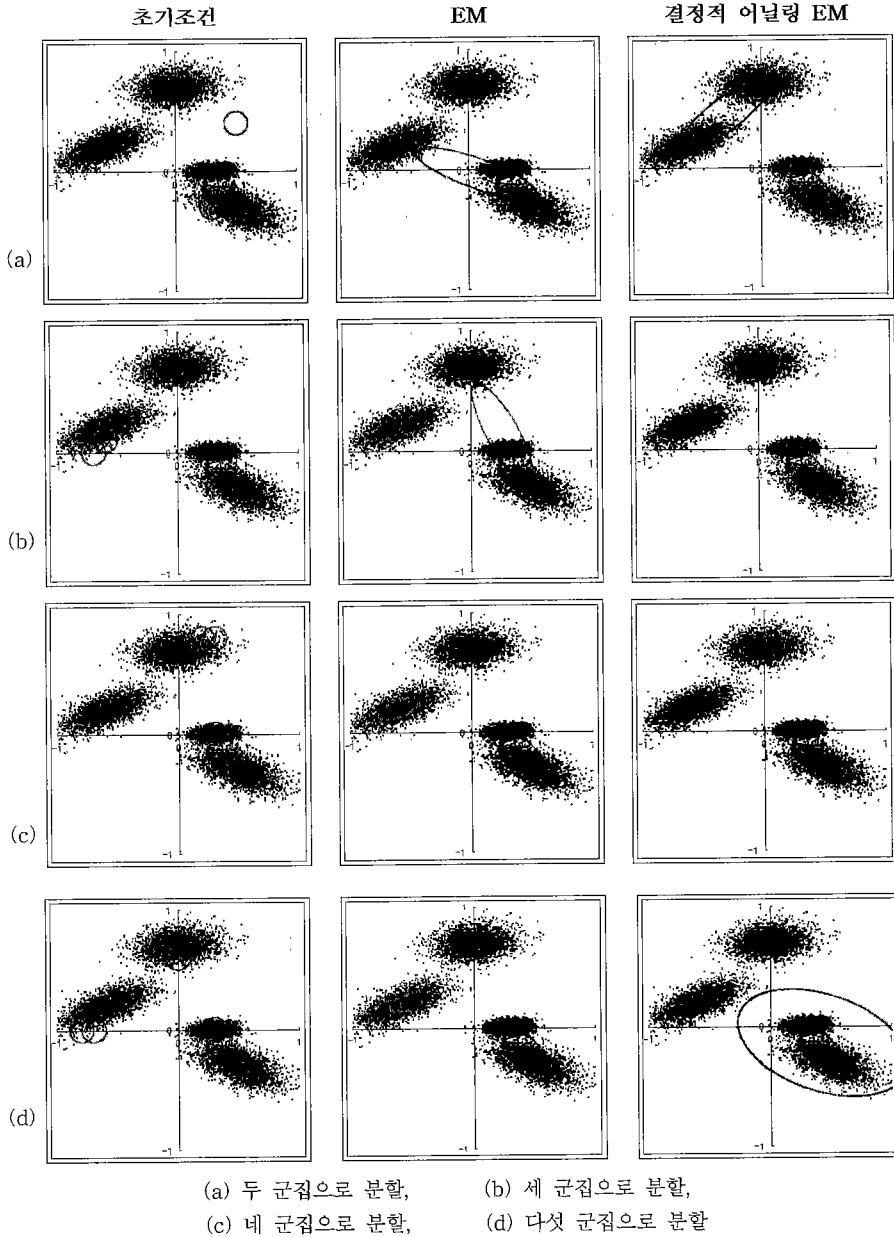 초기조건 EM 결정적 어닐링 EM
(a)
(b)
(c)
(d)
(a) 두 군집으로 분할, (b) 세 군집으로 분할,
(c) 네 군집으로 분할, (d) 다섯 군집으로 분할